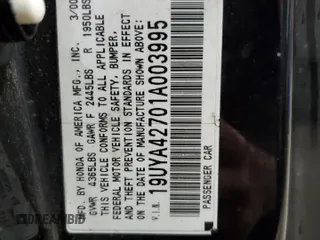 MFD. BY HONDA OF AMERICA MFG., INC. 3/00
GVWR 4365LBS GAWR F 2445LBS R 1950LBS
THIS VEHICLE CONFORMS TO ALL APPLICABLE
FEDERAL MOTOR VEHICLE SAFETY, BUMPER,
AND THEFT PREVENTION STANDARDS IN EFFECT
ON THE DATE OF MANUFACTURE SHOWN ABOVE.
V.I.N. 19UYA42701A003995
PASSENGER CAR